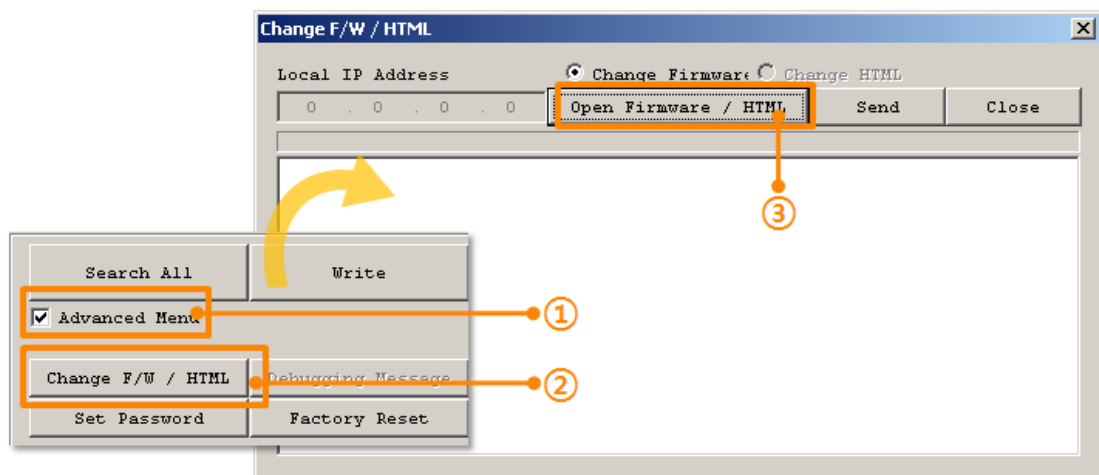 Change F/W / HTML
Local IP Address
Change Firmware Change HTML
0 . 0 . 0 . 0
Open Firmware / HTML
Send
Close
③
Search All
Write
Advanced Menu
①
Change F/W / HTML
Debugging Message
②
Set Password
Factory Reset